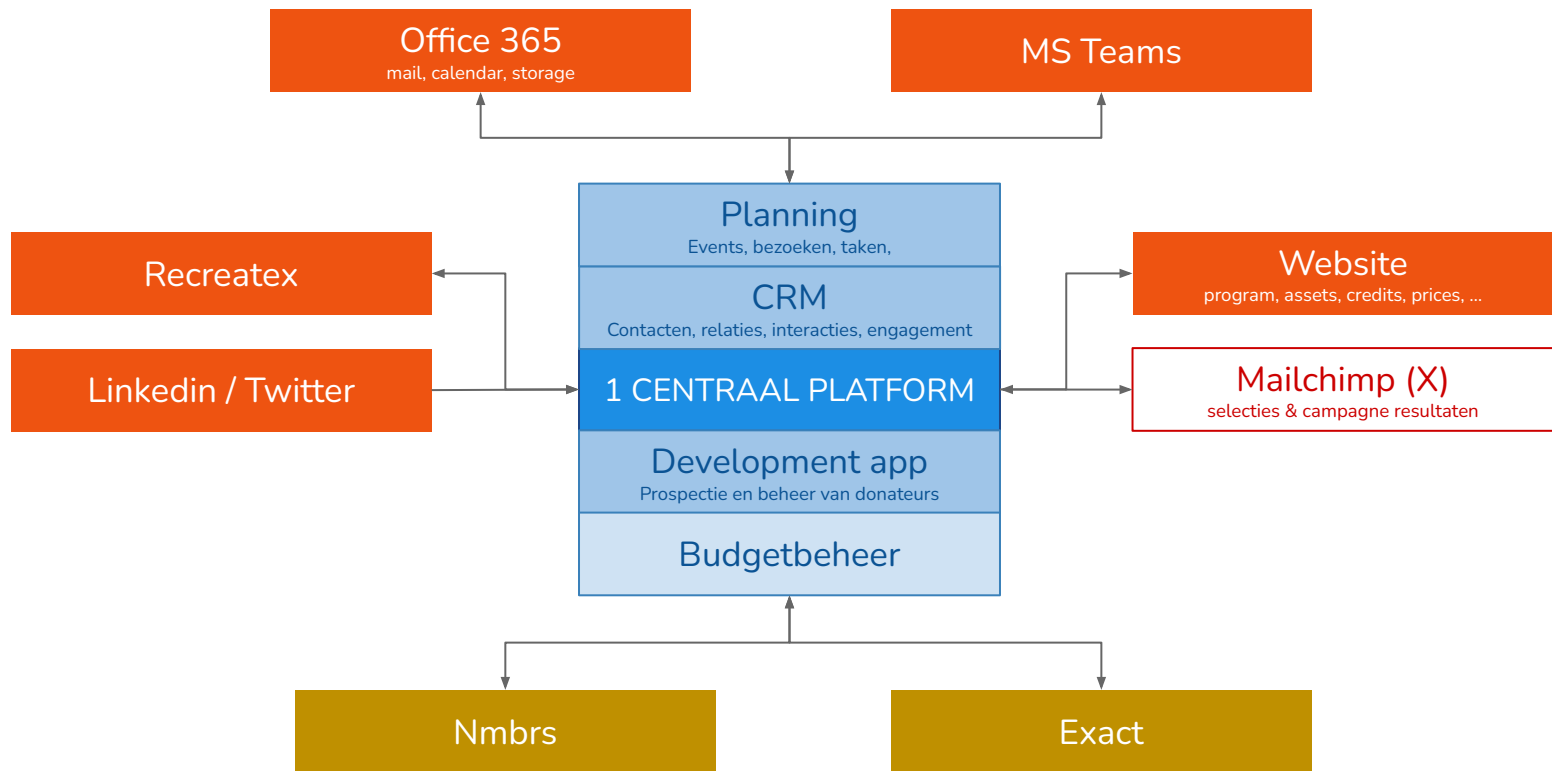 Office 365
mail, calendar, storage
MS Teams
Planning
Events, bezoeken, taken,
CRM
Contacten, relaties, interacties, engagement
1 CENTRAAL PLATFORM
Development app
Prospectie en beheer van donateurs
Budgetbeheer
Recreatex
Linkedin / Twitter
Website
program, assets, credits, prices, ...
Mailchimp (X)
selecties & campagne resultaten
Nmbrs
Exact